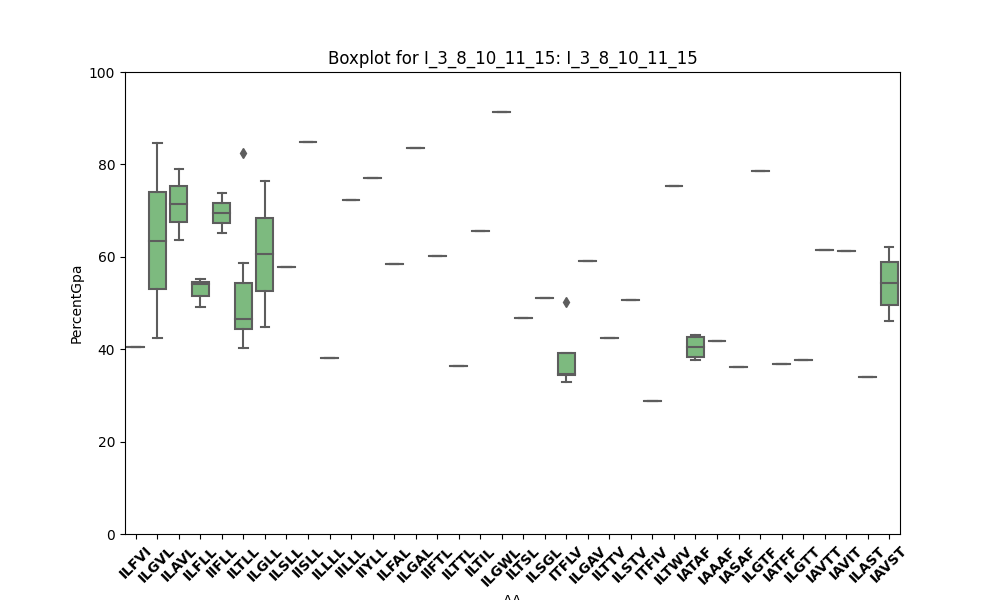 Boxplot for I_3_8_10_11_15: I_3_8_10_11_15
100
80
60
40
20
0
PercentGpa
ILFVI ILGVL ILAVL ILFLL IIFLL ILTLL ILGLL ILSLL IISLL ILLLL IILLL IIYLL ILFAL ILGAL IIFTL ILTTL ILTIL ILGWL ILTSL ILSGL ITFLV ILGAV ILTTV ILSTV ITFIV ILTWV IATAF IAAAF IASAF ILGTF IATFF ILGTT IAVTT IAVIT ILAST IAVST
AA